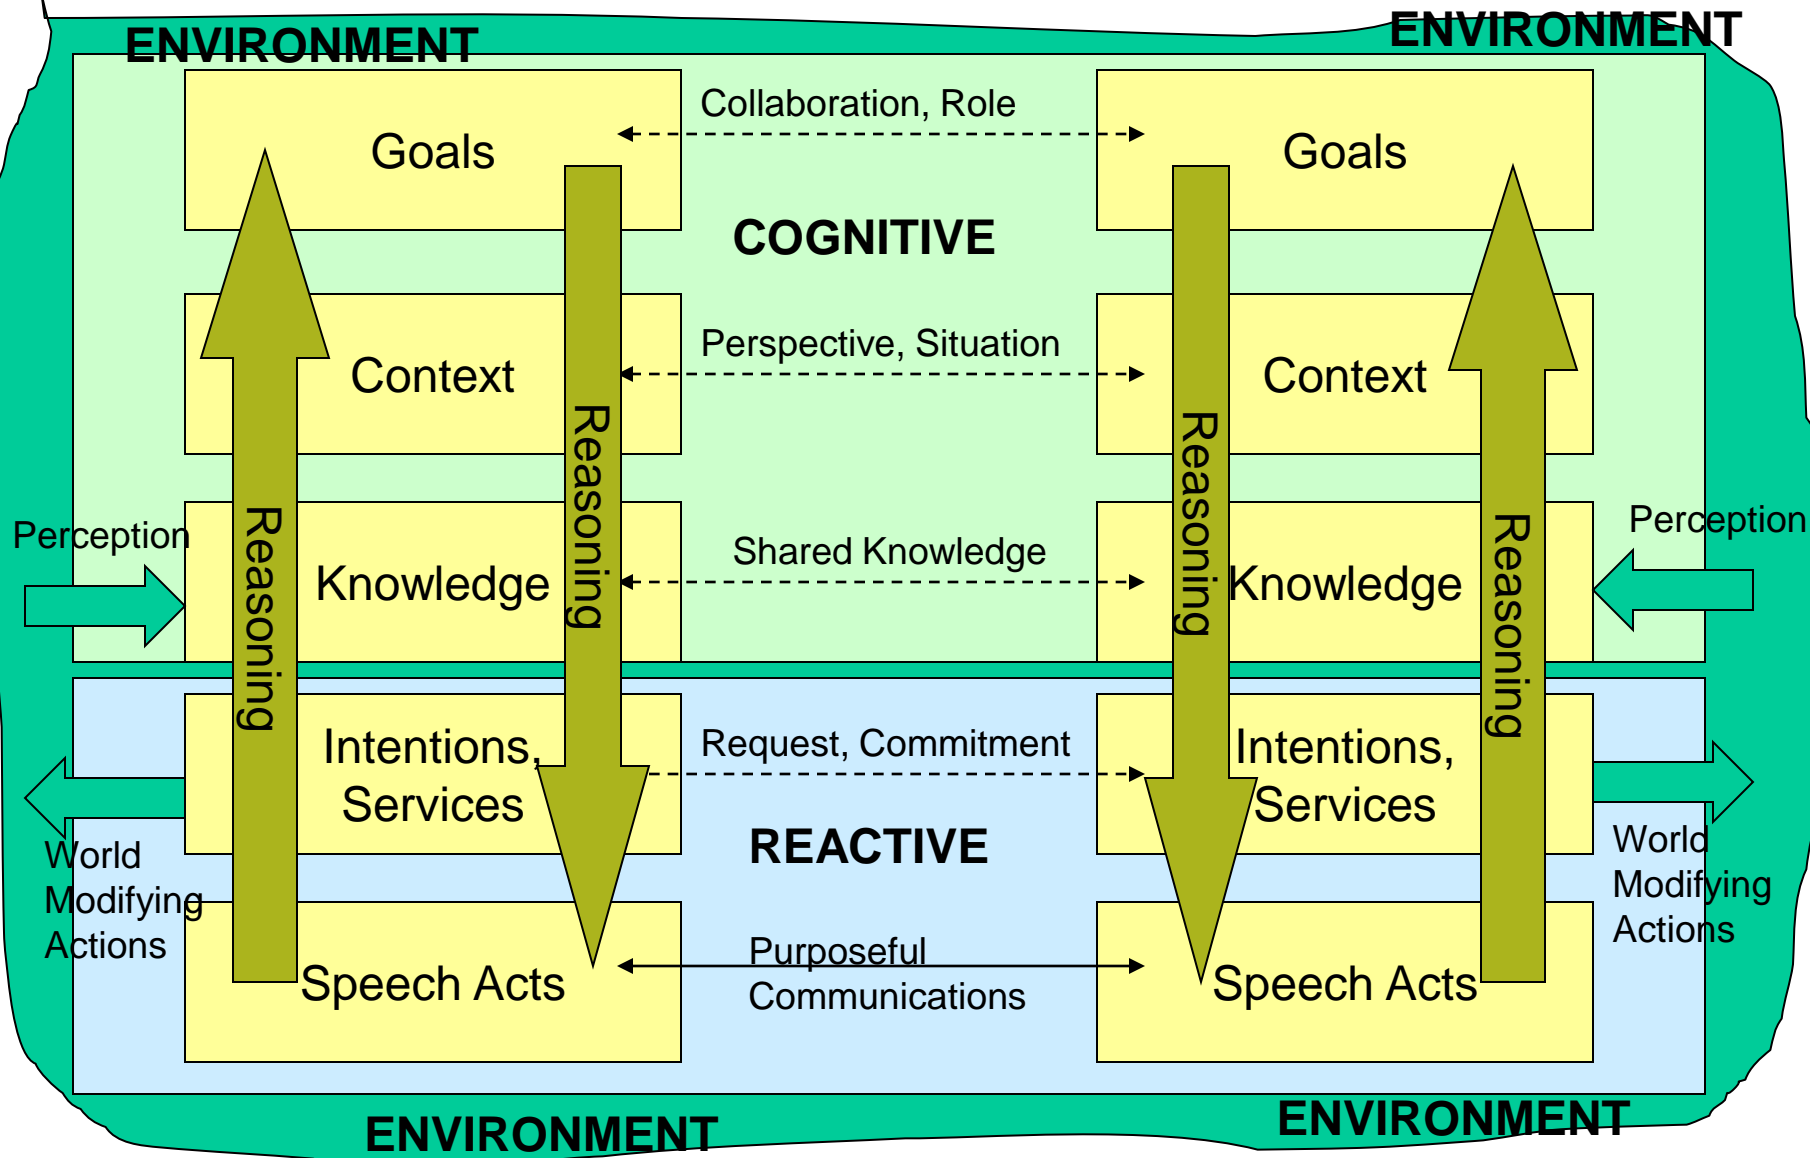 ENVIRONMENT
ENVIRONMENT
Collaboration, Role
Goals
Goals
COGNITIVE
Perspective, Situation
Context
Context
Reasoning
Reasoning
Reasoning
Reasoning
Perception
Perception
Shared Knowledge
Knowledge
Knowledge
Request, Commitment
Intentions,
Services
Intentions,
Services
REACTIVE
World
Modifying
Actions
World
Modifying
Actions
Purposeful
Communications
Speech Acts
Speech Acts
ENVIRONMENT
ENVIRONMENT